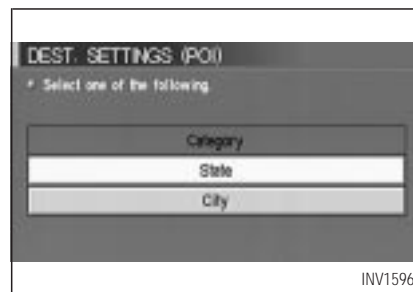 DEST. SETTINGS (POI)
* Select one of the following.
Category
State
City
INV1596